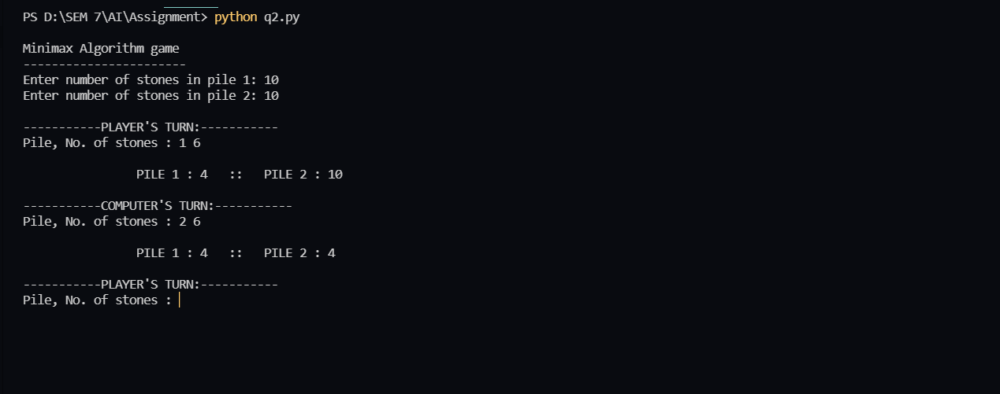 PS D:\SEM 7\AI\Assignment> python q2.py
Minimax Algorithm game
-----------------------
Enter number of stones in pile 1: 10
Enter number of stones in pile 2: 10
-----------PLAYER'S TURN:-----------
Pile, No. of stones : 1 6
PILE 1 : 4   ::   PILE 2 : 10
-----------COMPUTER'S TURN:-----------
Pile, No. of stones : 2 6
PILE 1 : 4   ::   PILE 2 : 4
-----------PLAYER'S TURN:-----------
Pile, No. of stones :